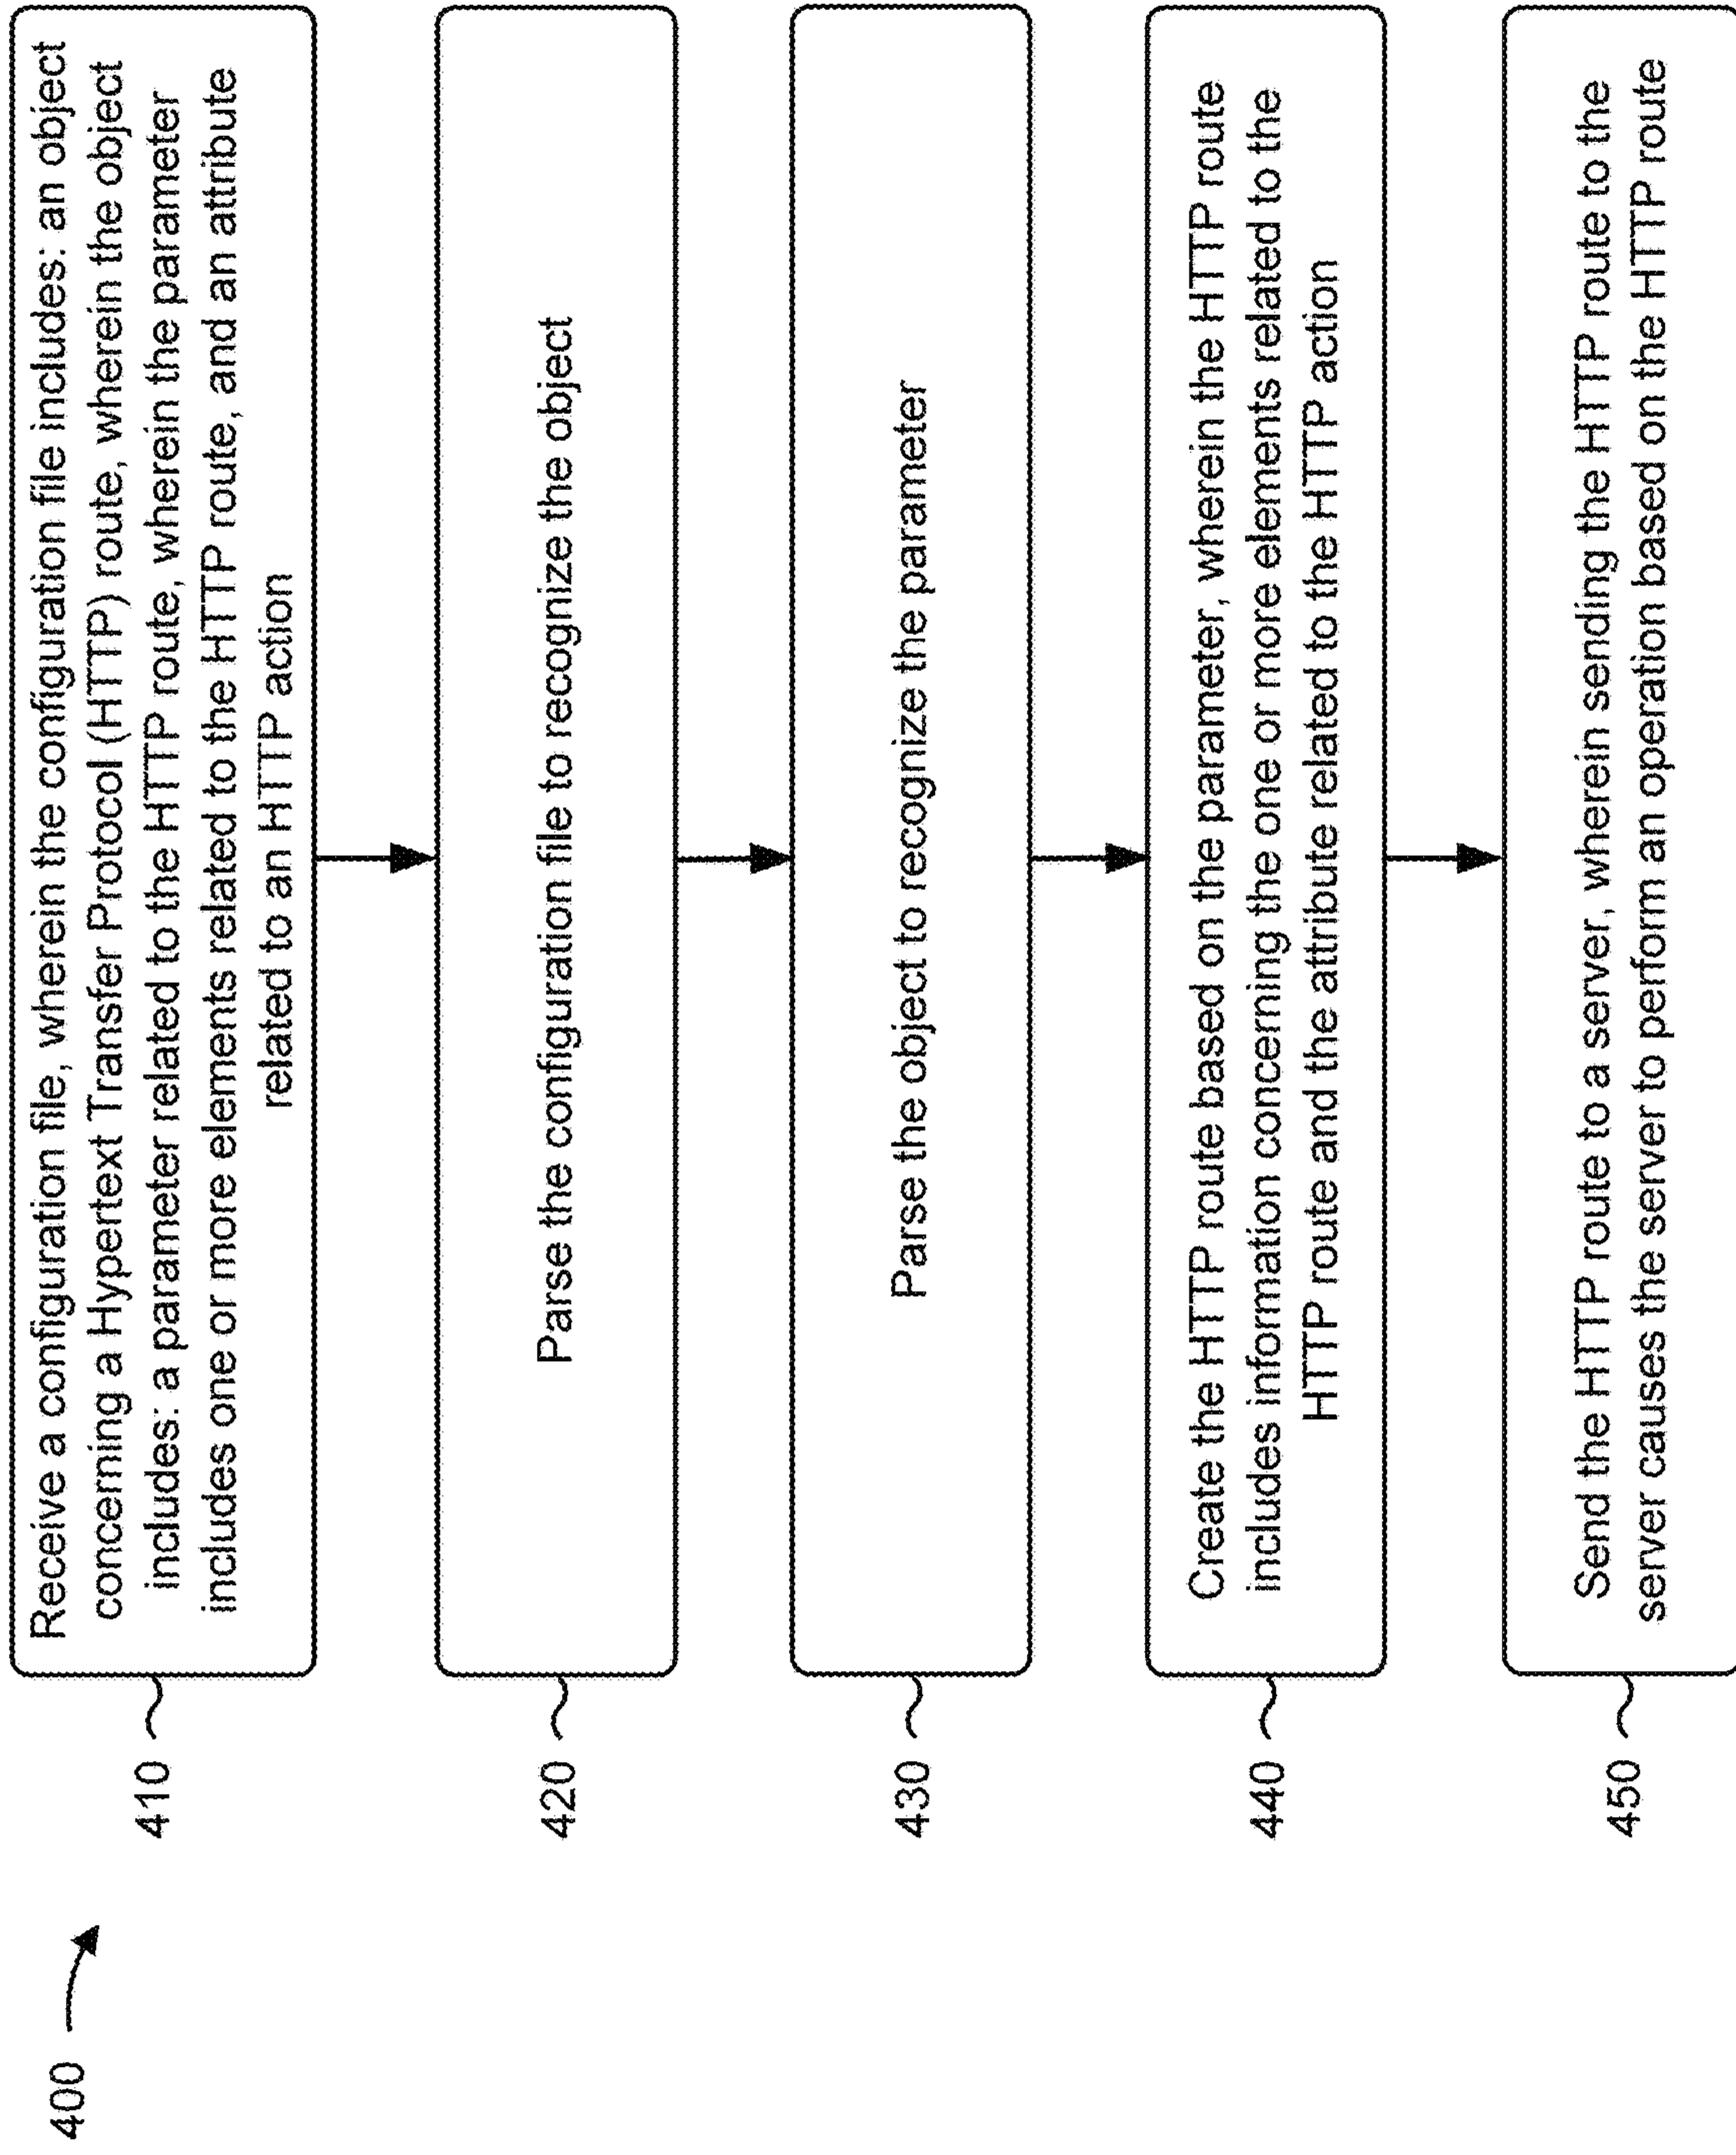 400
410
Receive a configuration file, wherein the configuration file includes: an object
concerning a Hypertext Transfer Protocol (HTTP) route, wherein the object
includes: a parameter related to the HTTP route, wherein the parameter
includes one or more elements related to the HTTP route, and an attribute
related to an HTTP action
420
Parse the configuration file to recognize the object
430
Parse the object to recognize the parameter
440
Create the HTTP route based on the parameter, wherein the HTTP route
includes information concerning the one or more elements related to the
HTTP route and the attribute related to the HTTP action
450
Send the HTTP route to a server, wherein sending the HTTP route to the
server causes the server to perform an operation based on the HTTP route